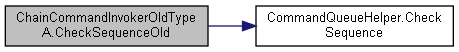 ChainCommandInvokerOldType
A.CheckSequenceOld
CommandQueueHelper.Check
Sequence